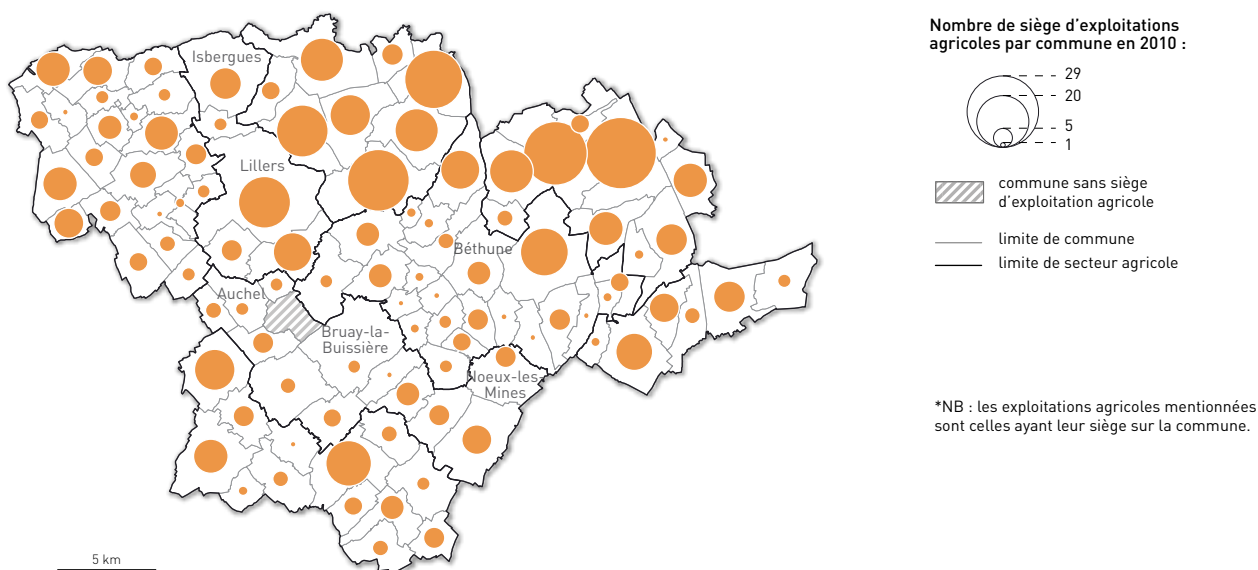 Isbergues
Lillers
Béthune
Auchel
Bruay-la-
Buissière
Noeux-les-
Mines
5 km
Nombre de siège d’exploitations
agricoles par commune en 2010 :
29
20
5
1
commune sans siège
d’exploitation agricole
limite de commune
limite de secteur agricole
*NB : les exploitations agricoles mentionnées
sont celles ayant leur siège sur la commune.